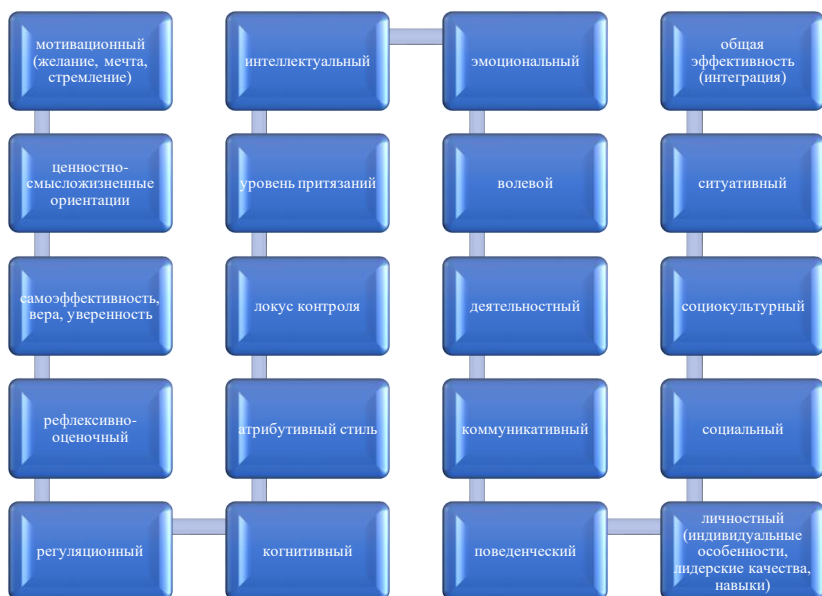 мотивационный
(желание, мечта,
стремление)
ценностно-
смысложизненные
ориентации
самоэффективность,
вера, уверенность
рефлексивно-
оценочный
регуляционный
когнитивный
атрибутивный стиль
локус контроля
уровень притязаний
интеллектуальный
эмоциональный
волевой
деятельностный
коммуникативный
поведенческий
личностный
(индивидуальные
особенности,
лидерские качества,
навыки)
социальный
социокультурный
ситуативный
общая
эффективность
(интеграция)